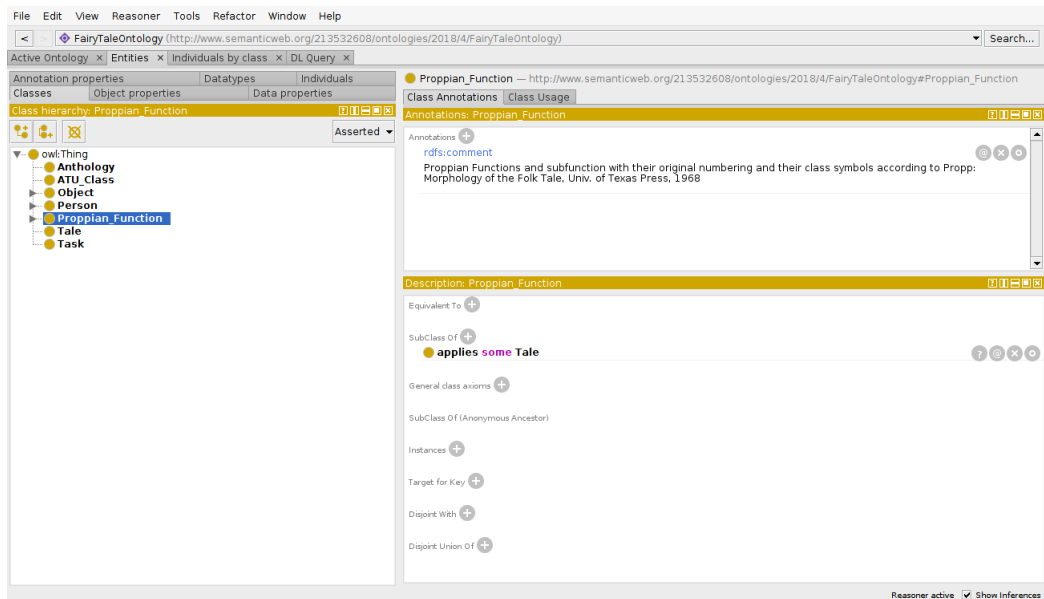 File Edit View Reasoner Tools Refactor Window Help
< > FairyTaleOntology (http://www.semanticweb.org/213532608/ontologies/2018/4/FairyTaleOntology) Search...
Active Ontology × Entities × Individuals by class × DL Query ×
Annotation properties Datatypes Individuals
Classes Object properties Data properties
Class hierarchy: Proppian_Function
Asserted
owl:Thing
Anthology
ATU_Class
Object
Person
Proppian_Function
Tale
Task
Proppian_Function — http://www.semanticweb.org/213532608/ontologies/2018/4/FairyTaleOntology#Proppian_Function
Class Annotations Class Usage
Annotations: Proppian_Function
Annotations
rdfs:comment
Proppian Functions and subfunction with their original numbering and their class symbols according to Propp:
Morphology of the Folk Tale, Univ. of Texas Press, 1968
Description: Proppian_Function
Equivalent To
SubClass Of
applies some Tale
General class axioms
SubClass Of (Anonymous Ancestor)
Instances
Target for Key
Disjoint With
Disjoint Union Of
Reasoner active Show Inferences